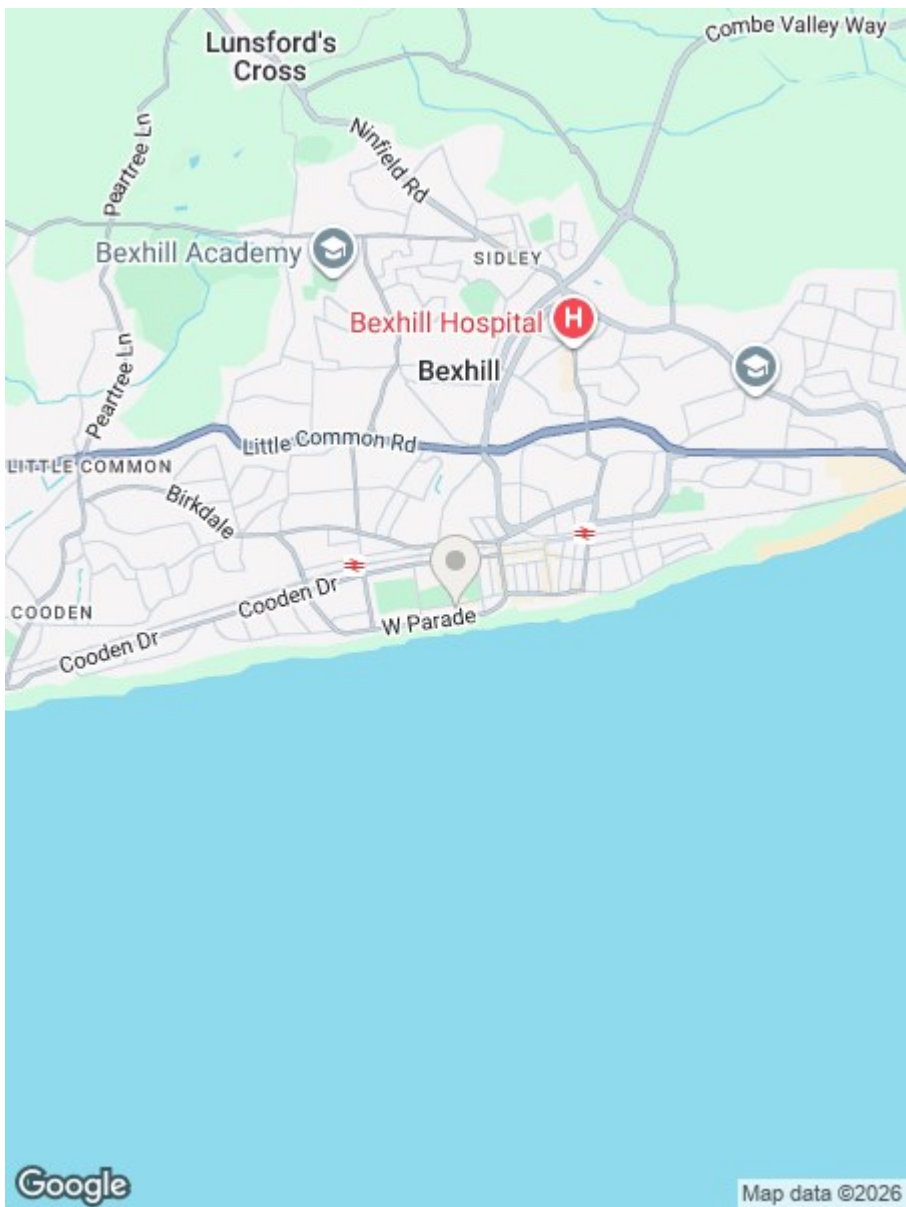 Combe Valley Way
Lunsford's
Cross
Ninfield Rd
Peartree Ln
Bexhill Academy
SIDLEY
Bexhill Hospital
H
Bexhill
Peartree Ln
Little Common Rd
LITTLE COMMON
Birkdale
Cooden Dr
COODEN
W Parade
Cooden Dr
Google
Map data ©2026